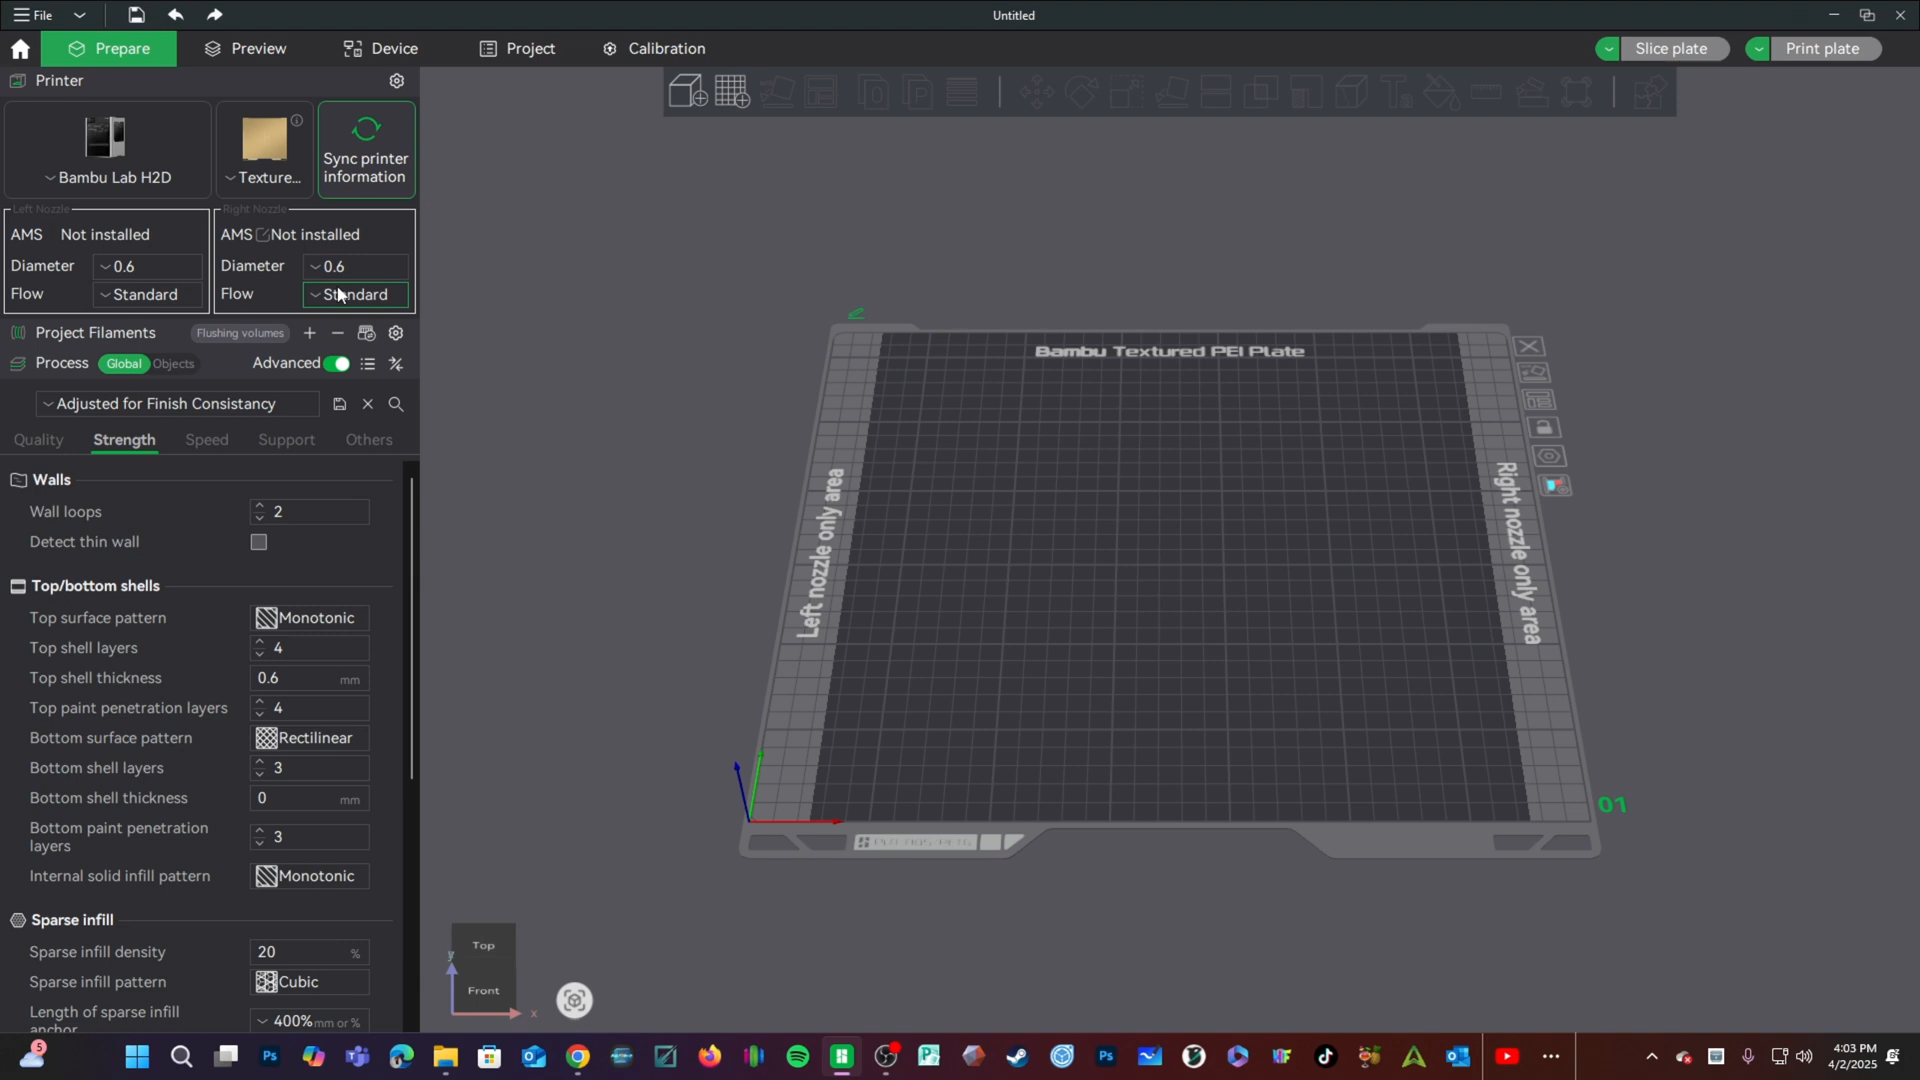 File
Untitled
Prepare
Preview
Device
Project
Calibration
Slice plate
Print plate
Printer
Bambu Lab H2D
Texture...
Sync printer
information
Left Nozzle
Right Nozzle
AMS Not installed
AMS Not installed
Diameter 0.6
Diameter 0.6
Flow Standard
Flow Standard
Project Filaments Flushing volumes
Process Global Objects Advanced
Adjusted for Finish Consistancy
Quality Strength Speed Support Others
Walls
Wall loops 2
Detect thin wall
Top/bottom shells
Top surface pattern Monotonic
Top shell layers 4
Top shell thickness 0.6 mm
Top paint penetration layers 4
Bottom surface pattern Rectilinear
Bottom shell layers 3
Bottom shell thickness 0 mm
Bottom paint penetration
layers 3
Internal solid infill pattern Monotonic
Sparse infill
Sparse infill density 20 %
Sparse infill pattern Cubic
Length of sparse infill
anchor 400% mm or %
Bambu Textured PEI Plate
Left nozzle only area
Right nozzle only area
01
Top
Front
y
x
5
4:03 PM
4/2/2025